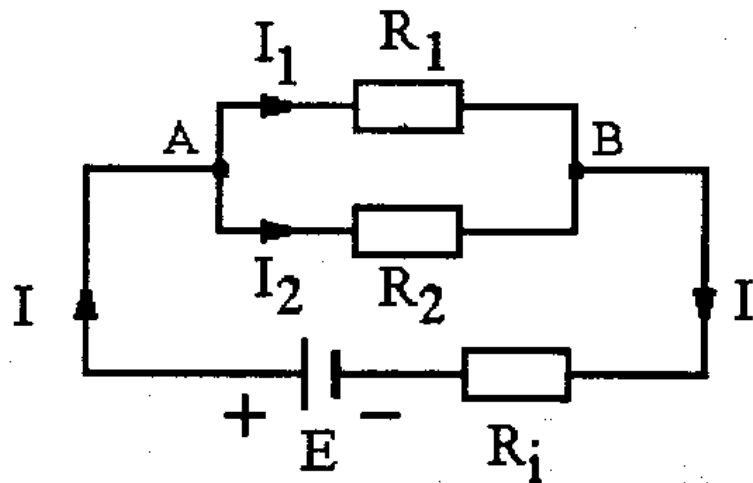 I₁ R₁
A B
I₂ R₂
I I
+ −
E Rᵢ